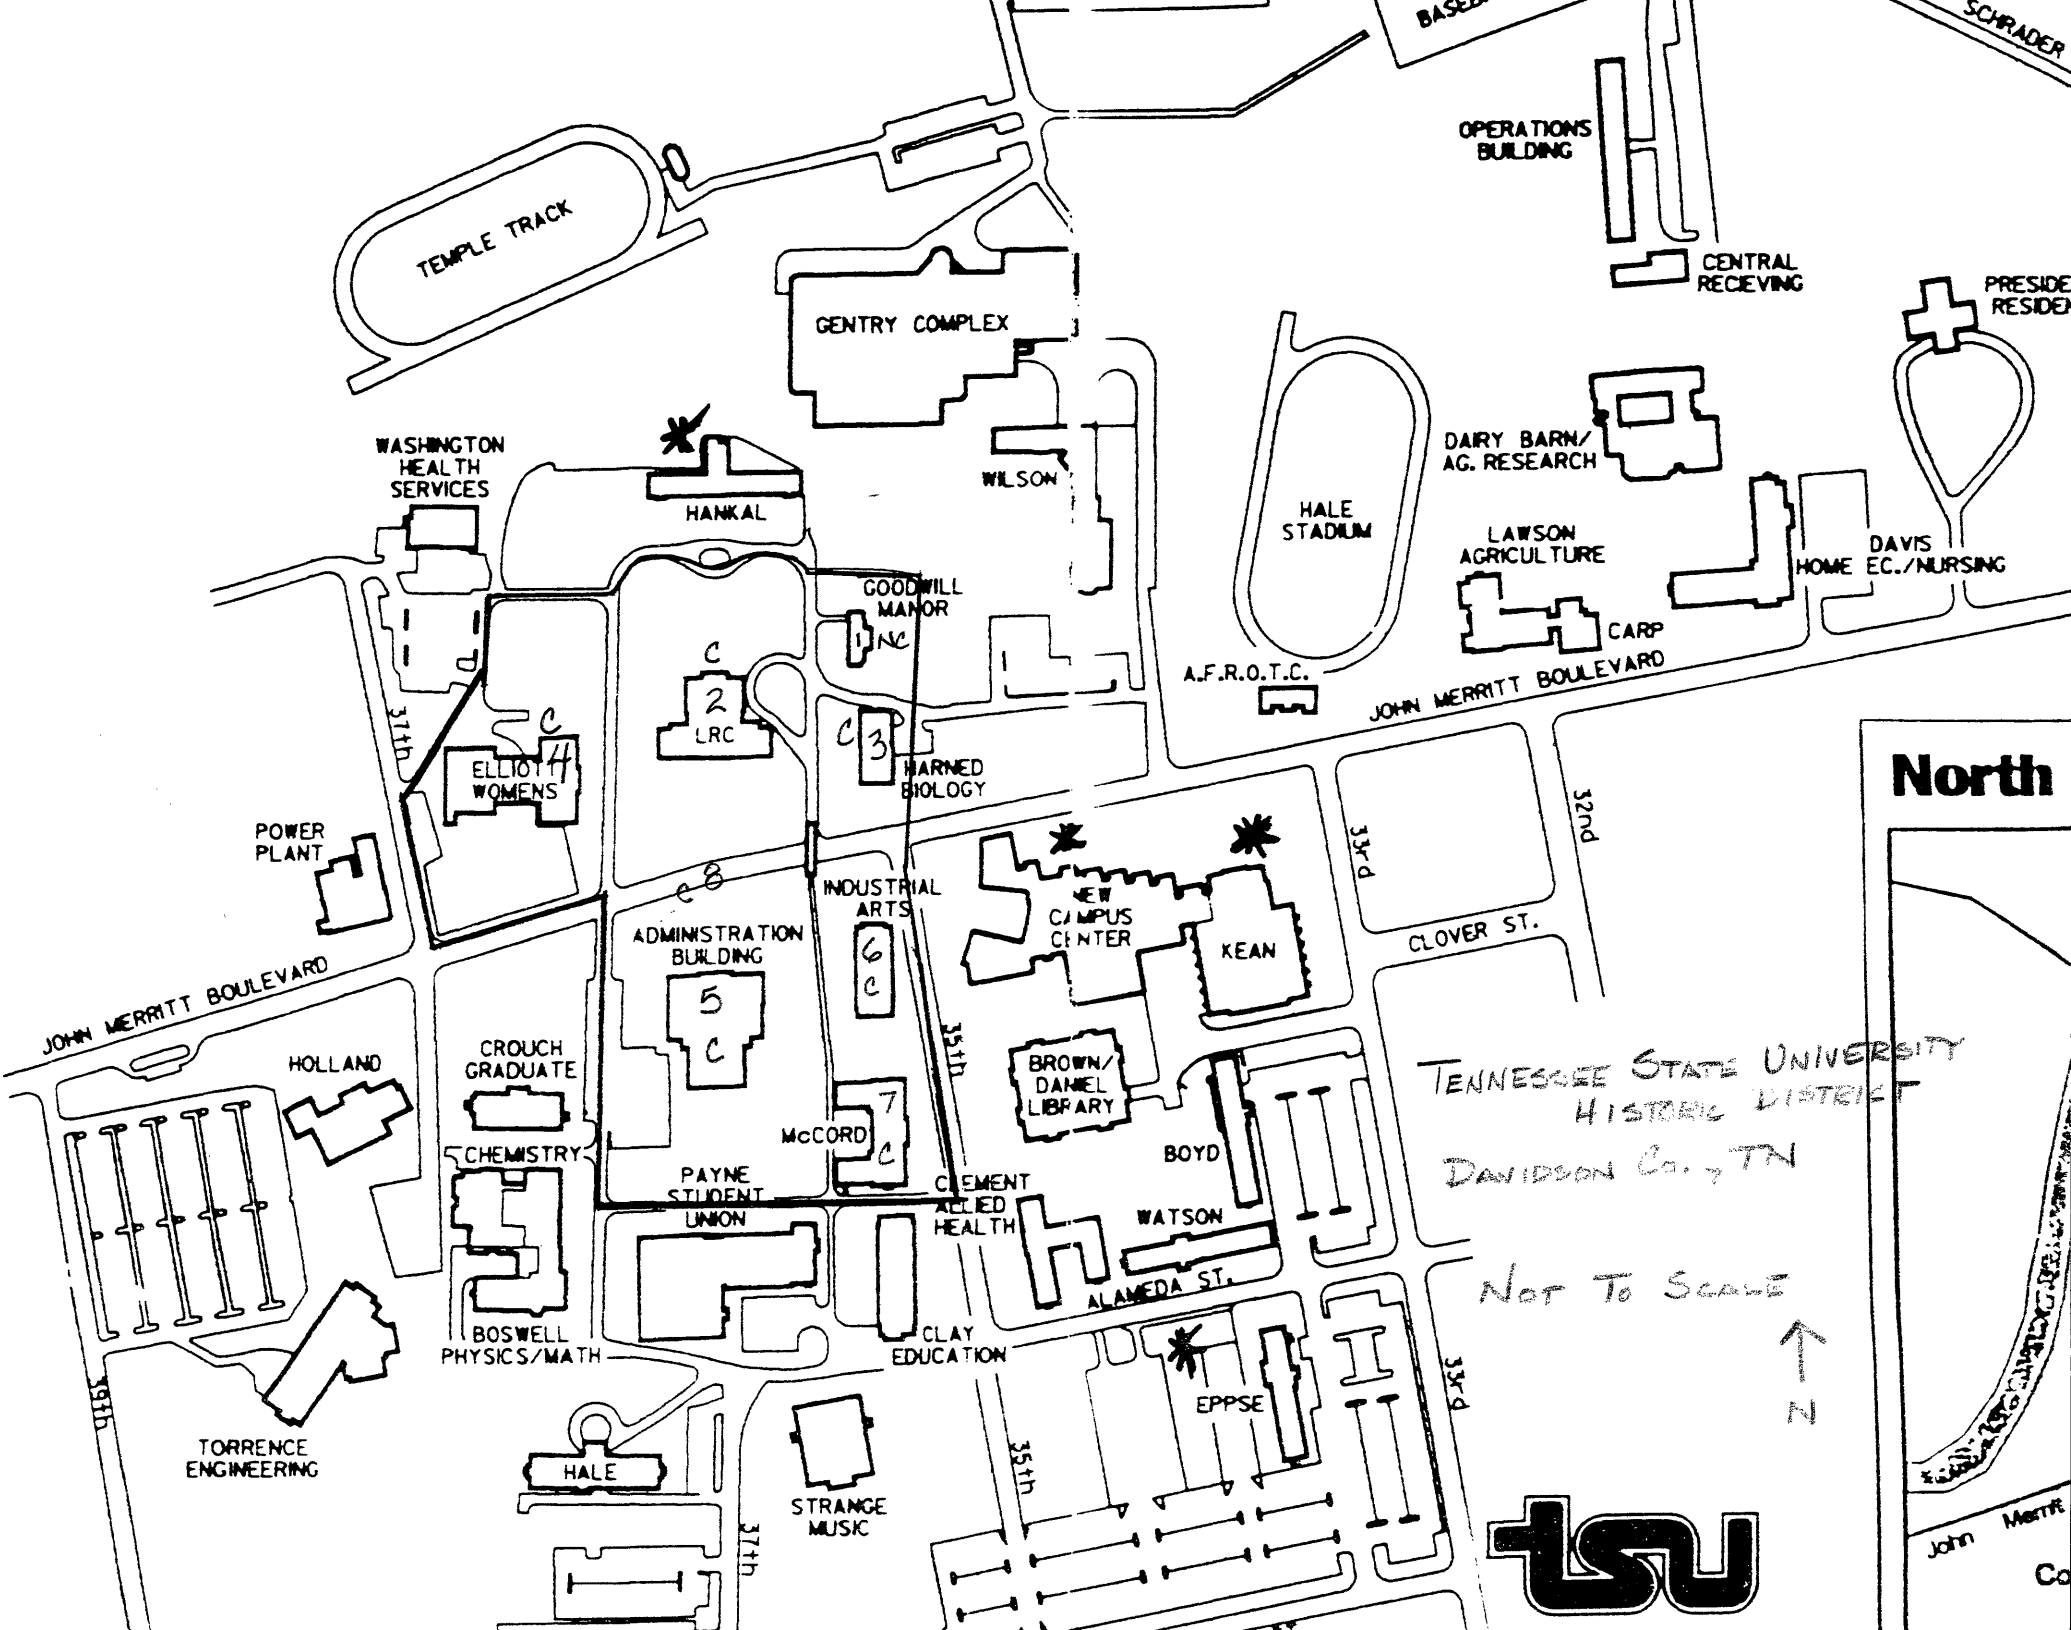 SCHRADER
OPERATIONS
BUILDING
TEMPLE TRACK
CENTRAL
RECIEVING
GENTRY COMPLEX
WASHINGTON
HEALTH
SERVICES
HANKAL
WILSON
HALE
STADIUM
DAIRY BARN/
AG. RESEARCH
LAWSON
AGRICULTURE
DAVIS
HOME EC./NURSING
GOODWILL
MANOR
1 NC
CARP
A.F.R.O.T.C.
JOHN MERRITT BOULEVARD
C
2
LRC
37th
C
4
ELLIOTT
WOMENS
C
3
HARNED
BIOLOGY
North
32nd
33rd
POWER
PLANT
C 8
INDUSTRIAL
ARTS
6
C
NEW
CAMPUS
CENTER
KEAN
CLOVER ST.
ADMINISTRATION
BUILDING
5
C
JOHN MERRITT BOULEVARD
HOLLAND
CROUCH
GRADUATE
35th
BROWN/
DANIEL
LIBRARY
TENNESSEE STATE UNIVERSITY
HISTORIC DISTRICT
DAVIDSON CO., TN
7
McCORD
C
CHEMISTRY
BOYD
PAYNE
STUDENT
UNION
CLEMENT
ALLIED
HEALTH
WATSON
ALAMEDA ST.
NOT TO SCALE
N
BOSWELL
PHYSICS/MATH
CLAY
EDUCATION
39th
EPPSE
33rd
TORRENCE
ENGINEERING
HALE
STRANGE
MUSIC
35th
37th
tsu
John Merritt